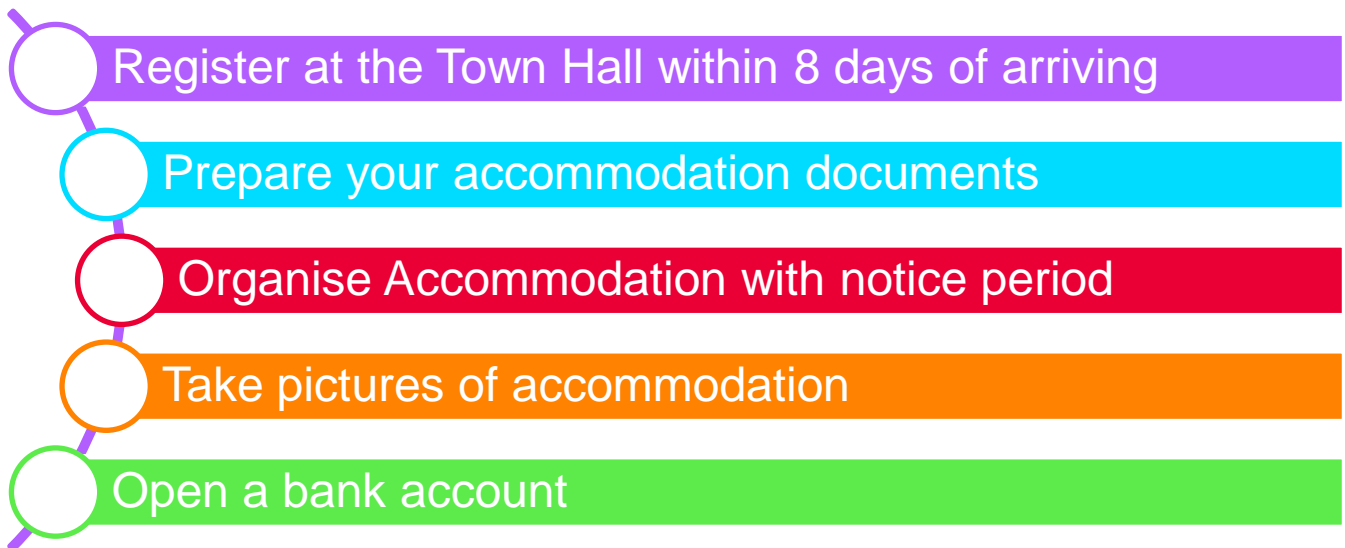 Register at the Town Hall within 8 days of arriving
Prepare your accommodation documents
Organise Accommodation with notice period
Take pictures of accommodation
Open a bank account